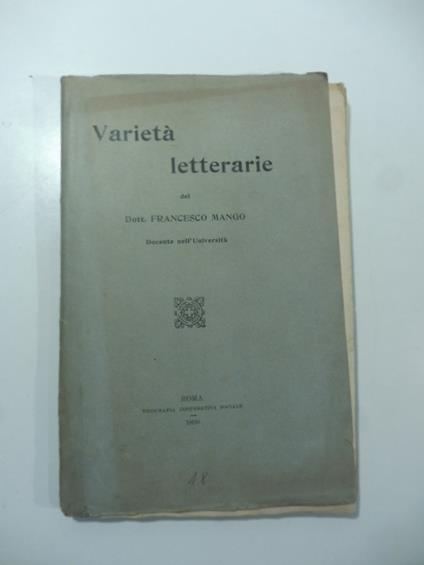 Varietà
letterarie
del
Dott. FRANCESCO MANGO
Docente nell'Università
ROMA
TIPOGRAFIA COOPERATIVA SOCIALE
18